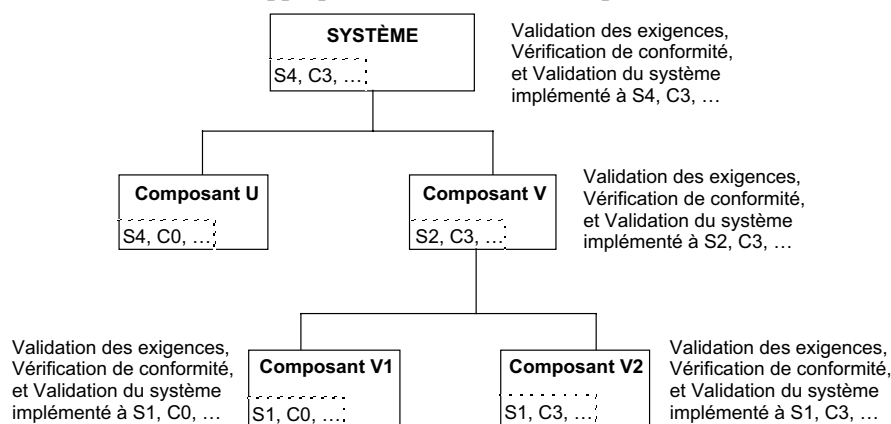 SYSTÈME
S4, C3, …
Validation des exigences,
Vérification de conformité,
et Validation du système
implémenté à S4, C3, …
Composant U
S4, C0, …
Composant V
S2, C3, …
Validation des exigences,
Vérification de conformité,
et Validation du système
implémenté à S2, C3, …
Validation des exigences,
Vérification de conformité,
et Validation du système
implémenté à S1, C0, …
Composant V1
S1, C0, …
Composant V2
S1, C3, …
Validation des exigences,
Vérification de conformité,
et Validation du système
implémenté à S1, C3, …